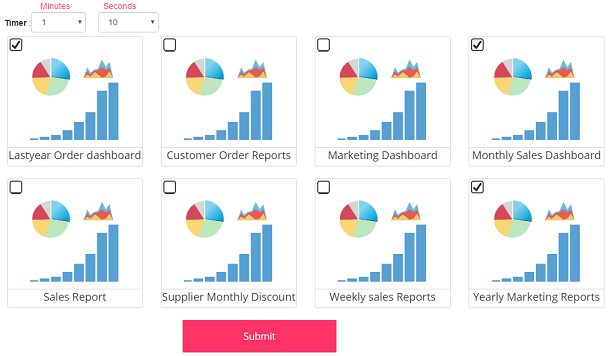 Minutes Seconds
Timer : 1 10
Lastyear Order dashboard Customer Order Reports Marketing Dashboard Monthly Sales Dashboard
Sales Report Supplier Monthly Discount Weekly sales Reports Yearly Marketing Reports
Submit